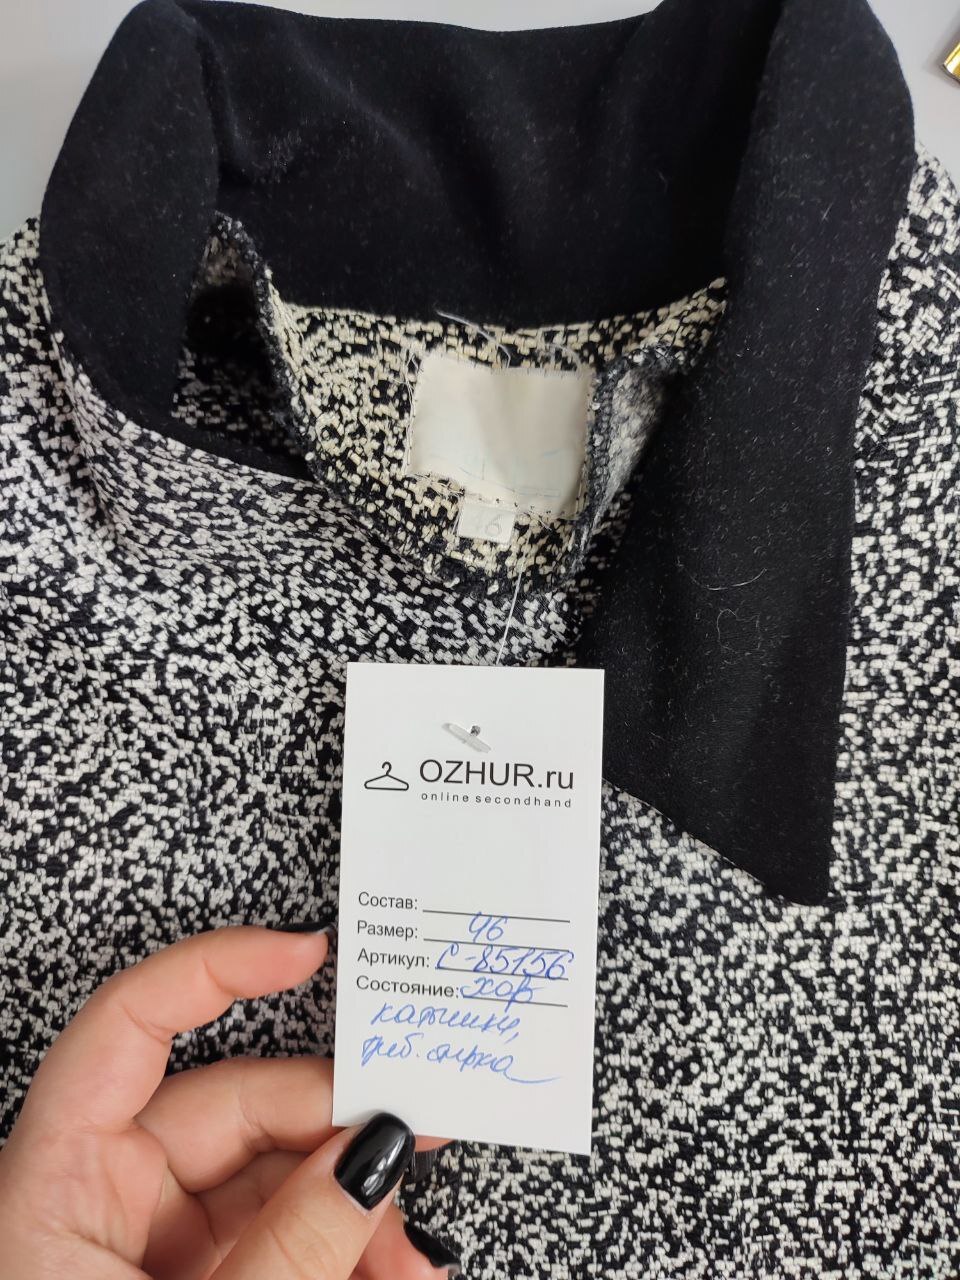 46
OZHUR.ru
online secondhand
Состав:
Размер: 46
Артикул: С-85156
Состояние: хор
катышки,
треб. стирка